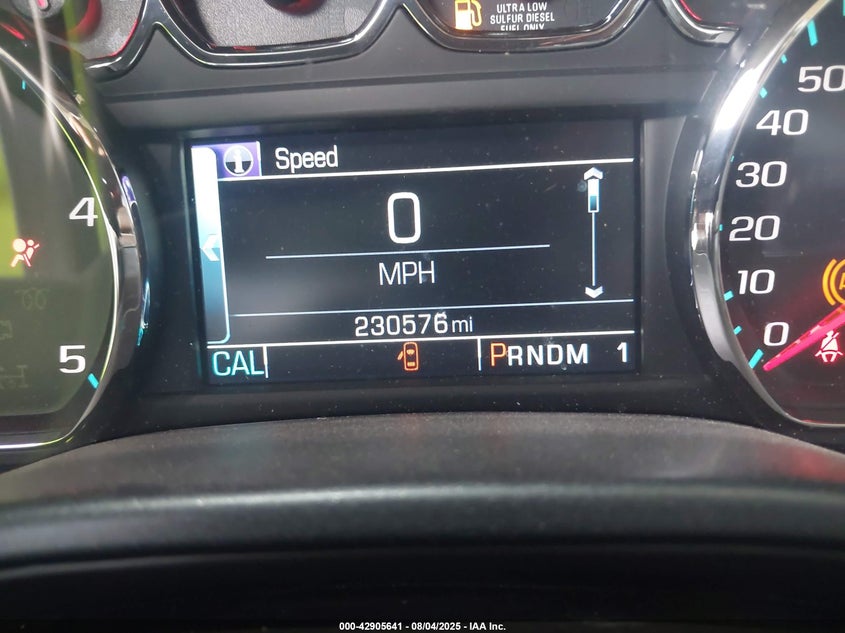 ULTRA LOW
SULFUR DIESEL
FUEL ONLY
Speed
0
MPH
230576 mi
CAL
PRNDM 1
4
5
50
40
30
20
10
0
000-42905641 - 08/04/2025 - IAA Inc.